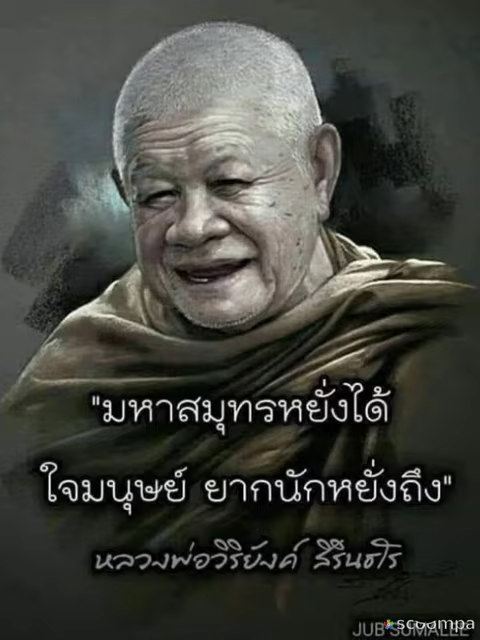 "มหาสมุทรหยั่งได้
ใจมนุษย์ ยากนักหยั่งถึง"
หลวงพ่อวิริยังค์ สิรินธโร
scoompa
JUB SUMALEE